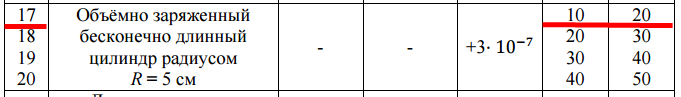 17 Объёмно заряженный 10 20
18 бесконечно длинный 20 30
19 цилиндр радиусом - - +3· 10⁻⁷ 30 40
20 R = 5 см 40 50